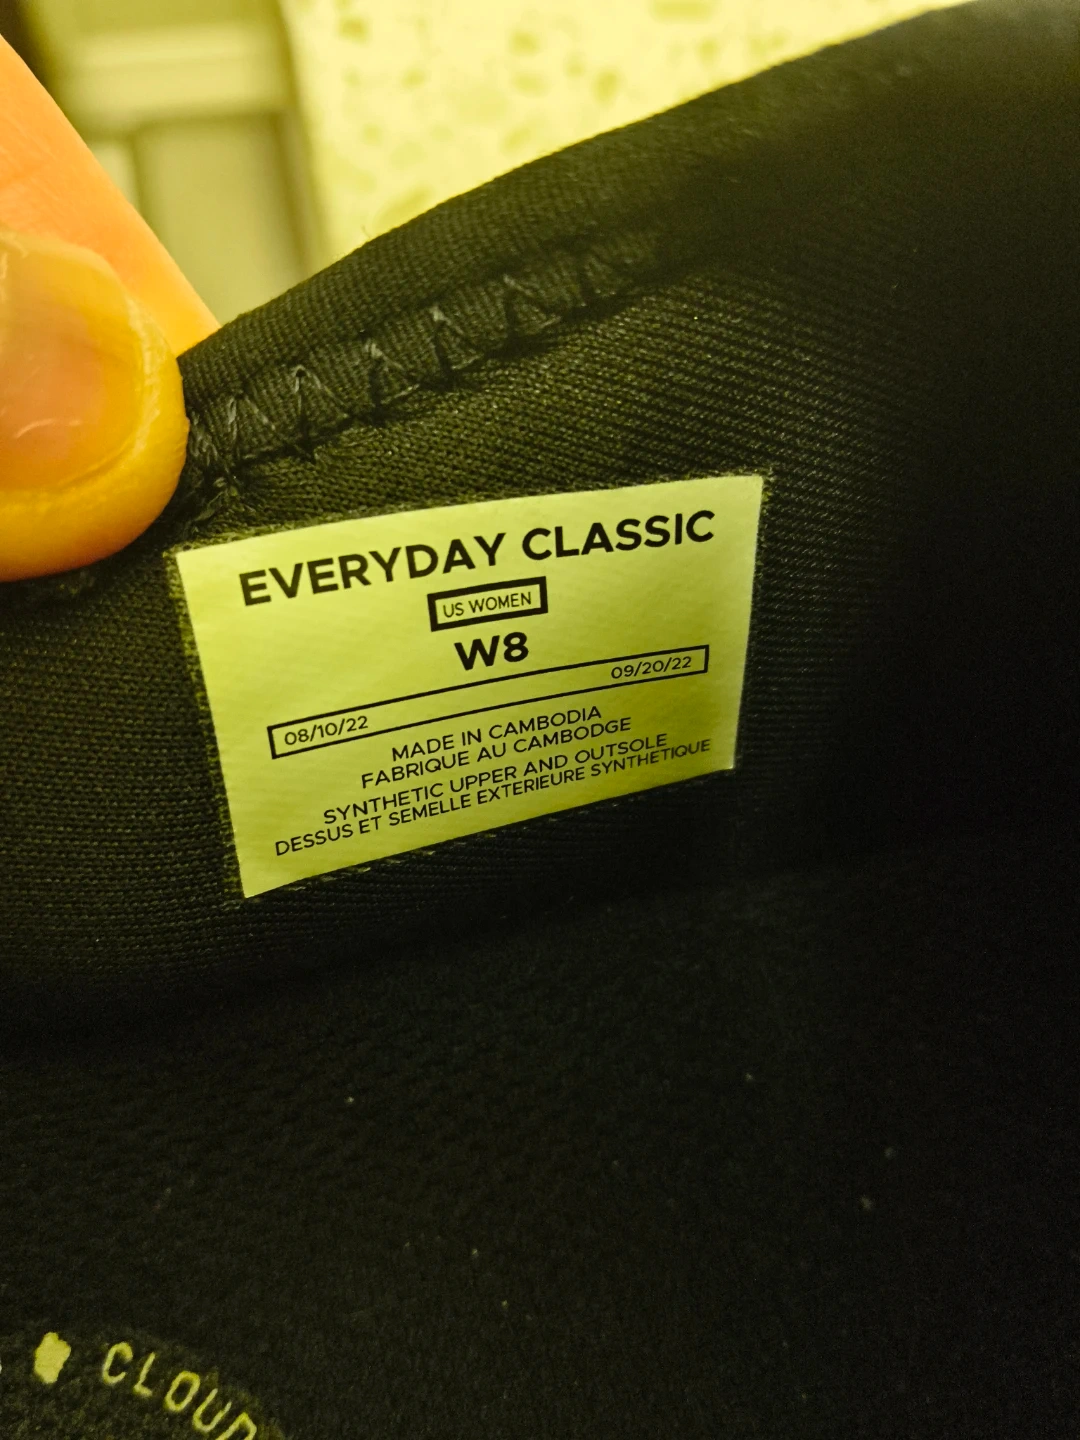 EVERYDAY CLASSIC
US WOMEN
W8
08/10/22 09/20/22
MADE IN CAMBODIA
FABRIQUE AU CAMBODGE
SYNTHETIC UPPER AND OUTSOLE
DESSUS ET SEMELLE EXTERIEURE SYNTHETIQUE
CLOUD